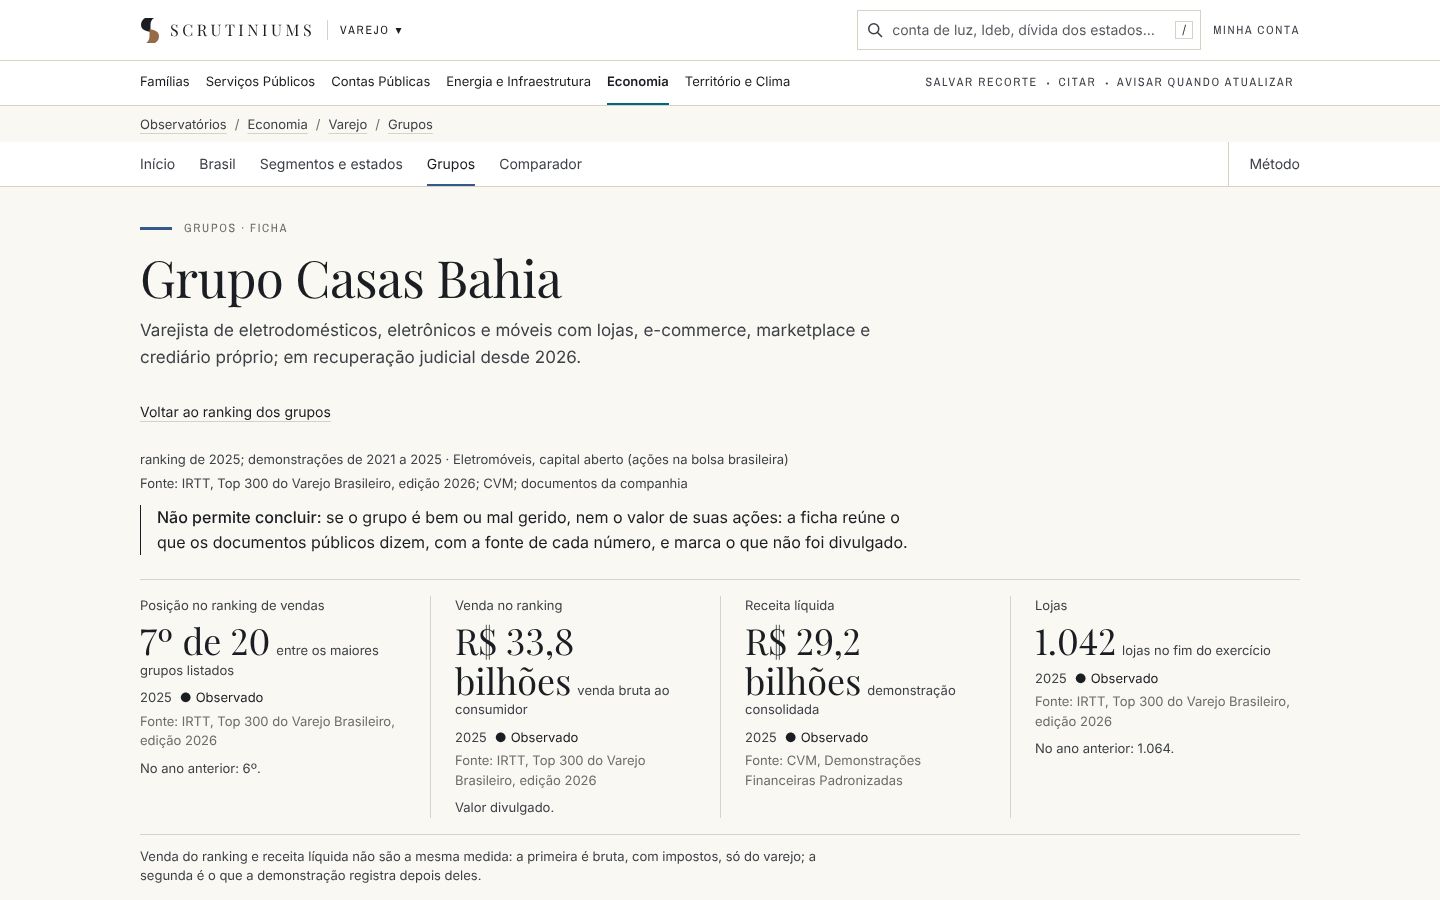 SCRUTINIUMS
VAREJO ▼
conta de luz, Ideb, dívida dos estados...
/
MINHA CONTA
Famílias
Serviços Públicos
Contas Públicas
Energia e Infraestrutura
Economia
Território e Clima
SALVAR RECORTE • CITAR • AVISAR QUANDO ATUALIZAR
Observatórios / Economia / Varejo / Grupos
Início
Brasil
Segmentos e estados
Grupos
Comparador
Método
GRUPOS · FICHA
Grupo Casas Bahia
Varejista de eletrodomésticos, eletrônicos e móveis com lojas, e-commerce, marketplace e
crediário próprio; em recuperação judicial desde 2026.
Voltar ao ranking dos grupos
ranking de 2025; demonstrações de 2021 a 2025 · Eletromóveis, capital aberto (ações na bolsa brasileira)
Fonte: IRTT, Top 300 do Varejo Brasileiro, edição 2026; CVM; documentos da companhia
Não permite concluir: se o grupo é bem ou mal gerido, nem o valor de suas ações: a ficha reúne o
que os documentos públicos dizem, com a fonte de cada número, e marca o que não foi divulgado.
Posição no ranking de vendas
7º de 20 entre os maiores
grupos listados
2025 ● Observado
Fonte: IRTT, Top 300 do Varejo Brasileiro,
edição 2026
No ano anterior: 6º.
Venda no ranking
R$ 33,8
bilhões venda bruta ao
consumidor
2025 ● Observado
Fonte: IRTT, Top 300 do Varejo
Brasileiro, edição 2026
Valor divulgado.
Receita líquida
R$ 29,2
bilhões demonstração
consolidada
2025 ● Observado
Fonte: CVM, Demonstrações
Financeiras Padronizadas
Lojas
1.042 lojas no fim do exercício
2025 ● Observado
Fonte: IRTT, Top 300 do Varejo Brasileiro,
edição 2026
No ano anterior: 1.064.
Venda do ranking e receita líquida não são a mesma medida: a primeira é bruta, com impostos, só do varejo; a
segunda é o que a demonstração registra depois deles.